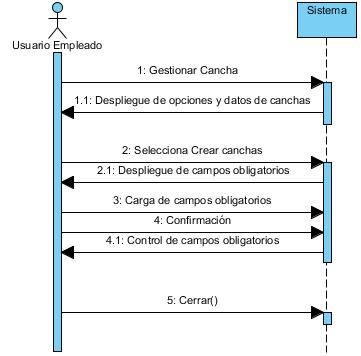 Sistema
Usuario Empleado
1: Gestionar Cancha
1.1: Despliegue de opciones y datos de canchas
2: Selecciona Crear canchas
2.1: Despliegue de campos obligatorios
3: Carga de campos obligatorios
4: Confirmación
4.1: Control de campos obligatorios
5: Cerrar()